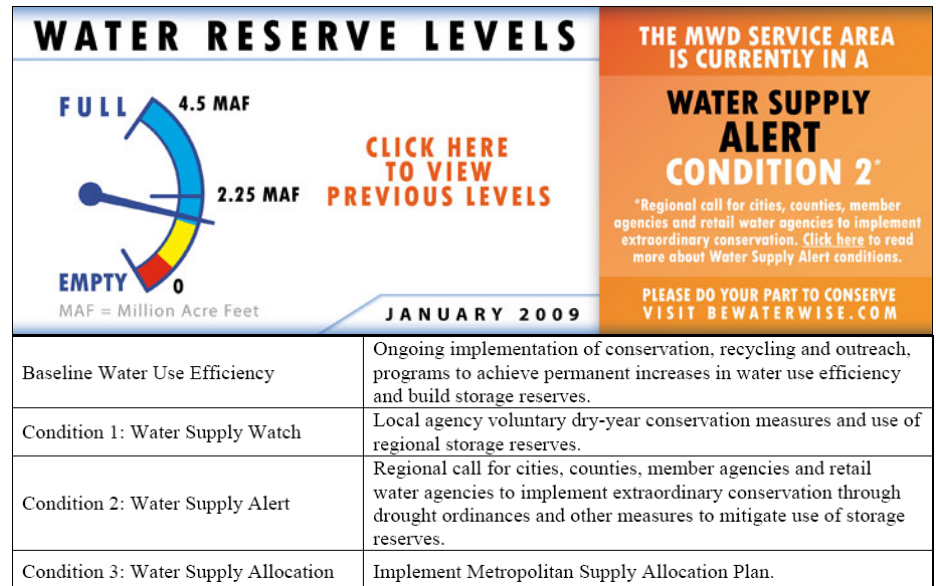 WATER RESERVE LEVELS
FULL
4.5 MAF
2.25 MAF
EMPTY
0
MAF = Million Acre Feet
CLICK HERE
TO VIEW
PREVIOUS LEVELS
JANUARY 2009
THE MWD SERVICE AREA
IS CURRENTLY IN A
WATER SUPPLY
ALERT
CONDITION 2*
*Regional call for cities, counties, member
agencies and retail water agencies to implement
extraordinary conservation. Click here to read
more about Water Supply Alert conditions.
PLEASE DO YOUR PART TO CONSERVE
VISIT BEWATERWISE.COM
Baseline Water Use Efficiency
Ongoing implementation of conservation, recycling and outreach,
programs to achieve permanent increases in water use efficiency
and build storage reserves.
Condition 1: Water Supply Watch
Local agency voluntary dry-year conservation measures and use of
regional storage reserves.
Condition 2: Water Supply Alert
Regional call for cities, counties, member agencies and retail
water agencies to implement extraordinary conservation through
drought ordinances and other measures to mitigate use of storage
reserves.
Condition 3: Water Supply Allocation
Implement Metropolitan Supply Allocation Plan.